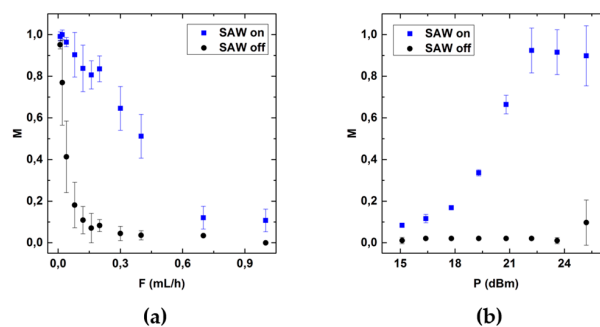 SAW on
SAW off
1,0
0,8
0,6
0,4
0,2
0,0
M
0,0
0,3
0,6
0,9
F (mL/h)
(a)
SAW on
SAW off
1,0
0,8
0,6
0,4
0,2
0,0
M
15
18
21
24
P (dBm)
(b)